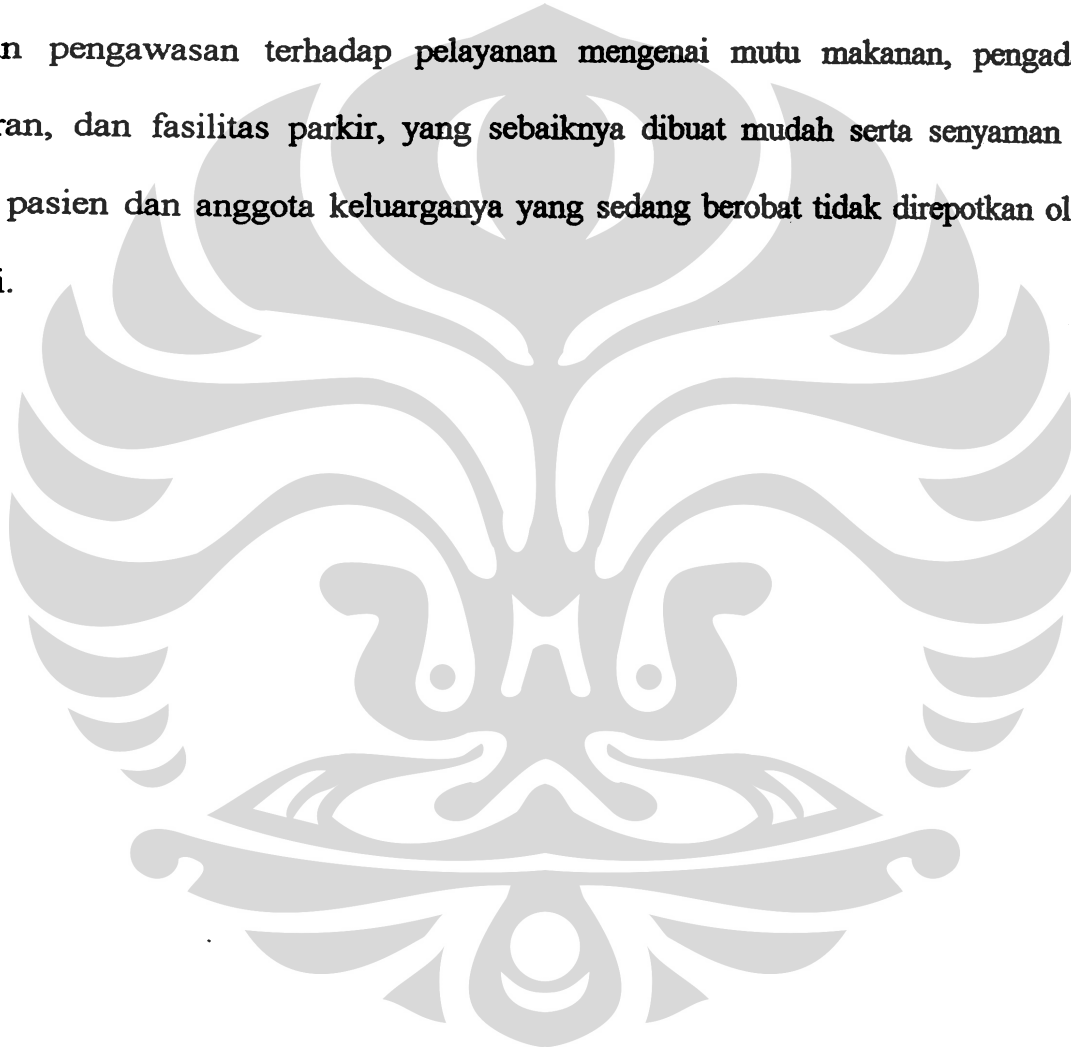 n pengawasan terhadap pelayanan mengenai mutu makanan, pengad
ran, dan fasilitas parkir, yang sebaiknya dibuat mudah serta senyaman
pasien dan anggota keluarganya yang sedang berobat tidak direpotkan ol
i.